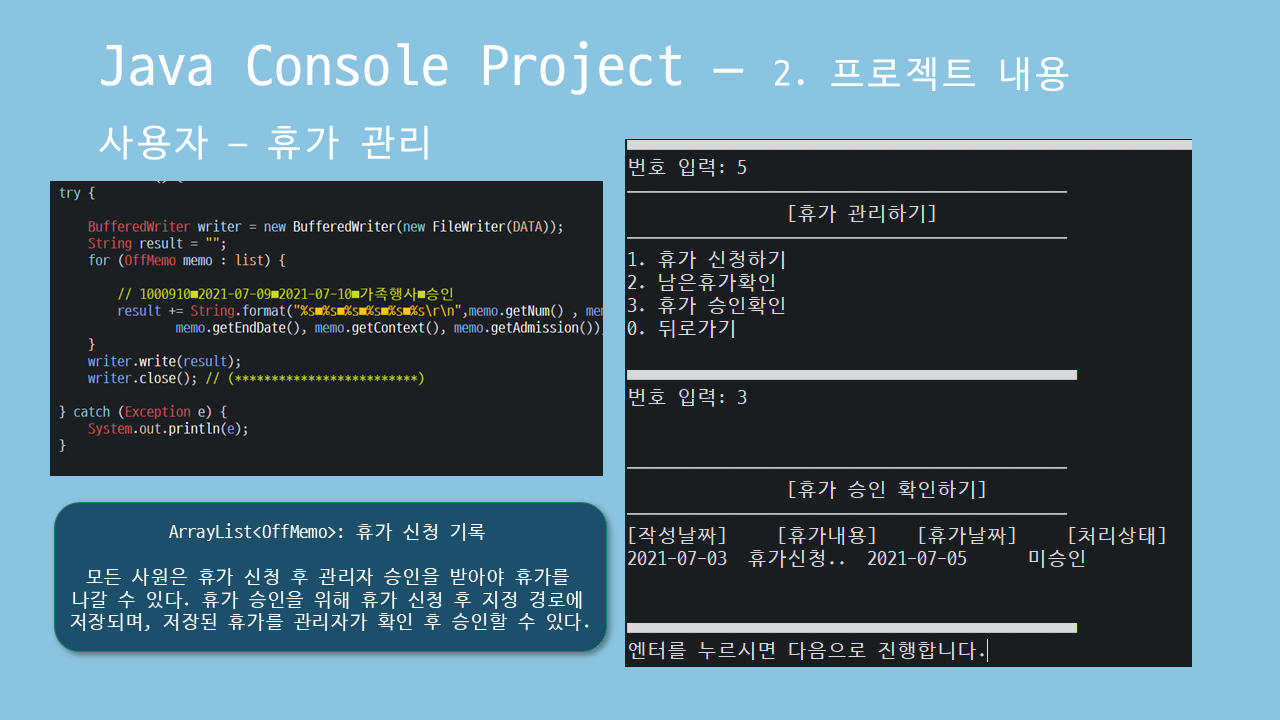 Java Console Project – 2. 프로젝트 내용
사용자 – 휴가 관리
try {
BufferedWriter writer = new BufferedWriter(new FileWriter(DATA));
String result = "";
for (OffMemo memo : list) {
// 1000910■2021-07-09■2021-07-10■가족행사■승인
result += String.format("%s■%s■%s■%s■%s■%s\r\n",memo.getNum() ,
memo.getEndDate(), memo.getContext(), memo.getAdmission())
}
writer.write(result);
writer.close(); // (*************************)
} catch (Exception e) {
System.out.println(e);
}
ArrayList<OffMemo>: 휴가 신청 기록
모든 사원은 휴가 신청 후 관리자 승인을 받아야 휴가를
나갈 수 있다. 휴가 승인을 위해 휴가 신청 후 지정 경로에
저장되며, 저장된 휴가를 관리자가 확인 후 승인할 수 있다.
번호 입력: 5
[휴가 관리하기]
1. 휴가 신청하기
2. 남은휴가확인
3. 휴가 승인확인
0. 뒤로가기
번호 입력: 3
[휴가 승인 확인하기]
[작성날짜] [휴가내용] [휴가날짜] [처리상태]
2021-07-03 휴가신청.. 2021-07-05 미승인
엔터를 누르시면 다음으로 진행합니다.